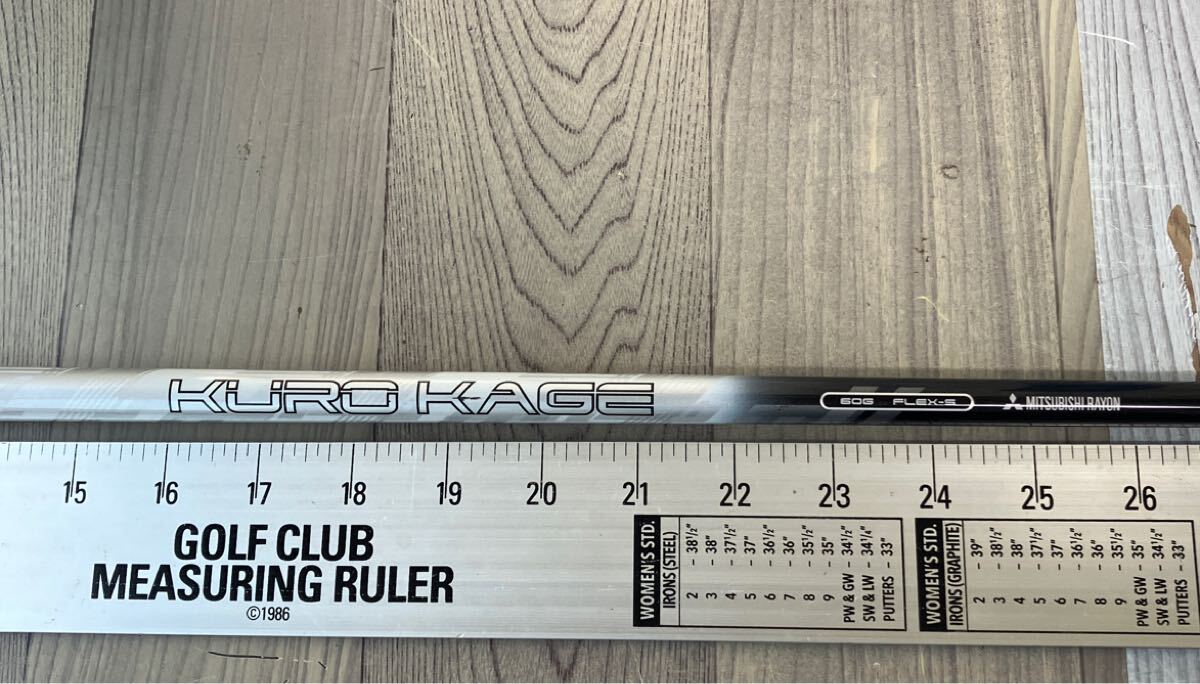 KURO KAGE
60G FLEX-S
MITSUBISHI RAYON
15 16 17 18 19 20 21 22 23 24 25 26
GOLF CLUB
MEASURING RULER
©1986
WOMEN'S STD.
IRONS (STEEL)
2 – 38½"
3 – 38"
4 – 37½"
5 – 37"
6 – 36½"
7 – 36"
8 – 35½"
9 – 35"
PW & GW – 34½"
SW & LW – 34¼"
PUTTERS – 33"
WOMEN'S STD.
IRONS (GRAPHITE)
2 – 39"
3 – 38½"
4 – 38"
5 – 37½"
6 – 37"
7 – 36½"
8 – 36"
9 – 35½"
PW & GW – 35"
SW & LW – 34½"
PUTTERS – 33"